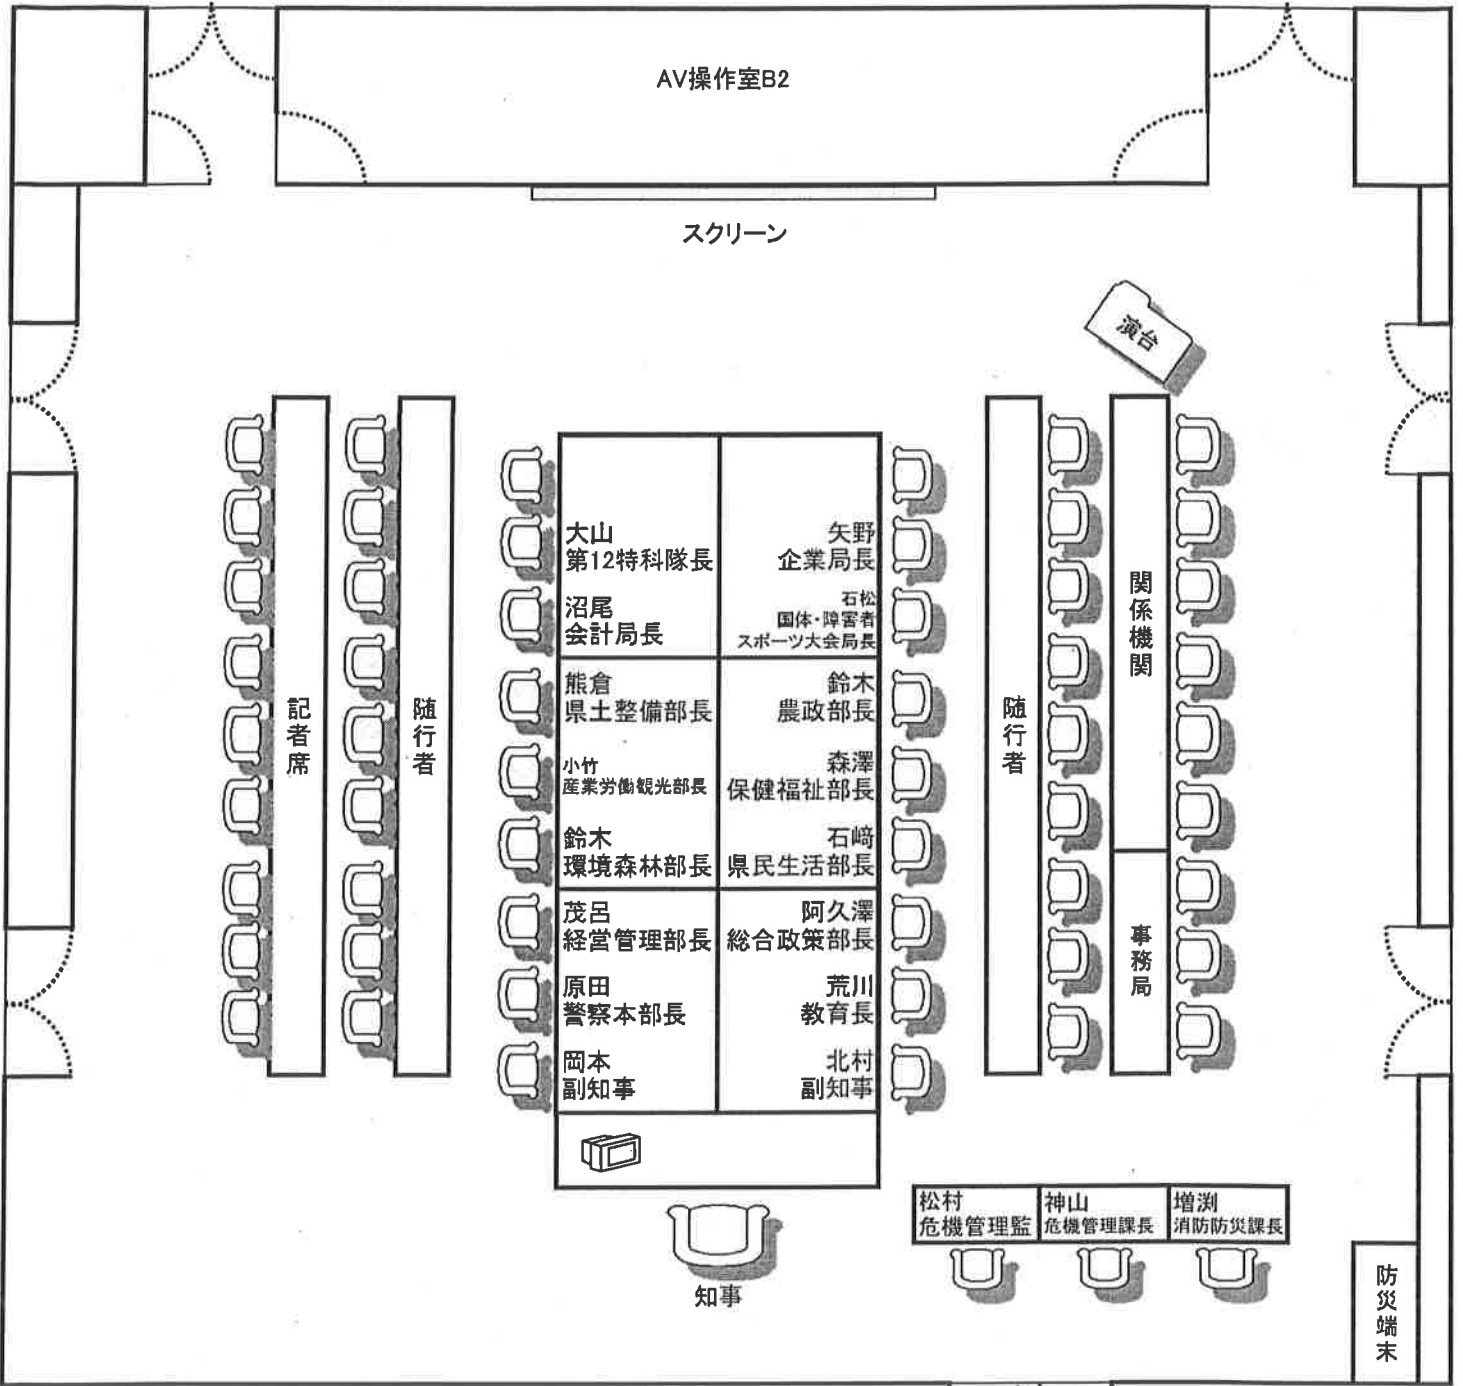 AV操作室B2
スクリーン
演台
記者席
随行者
大山
第12特科隊長
沼尾
会計局長
熊倉
県土整備部長
小竹
産業労働観光部長
鈴木
環境森林部長
茂呂
経営管理部長
原田
警察本部長
岡本
副知事
矢野
企業局長
石松
国体・障害者
スポーツ大会局長
鈴木
農政部長
森澤
保健福祉部長
石﨑
県民生活部長
阿久澤
総合政策部長
荒川
教育長
北村
副知事
随行者
関係機関
事務局
知事
松村
危機管理監
神山
危機管理課長
増渕
消防防災課長
防災端末